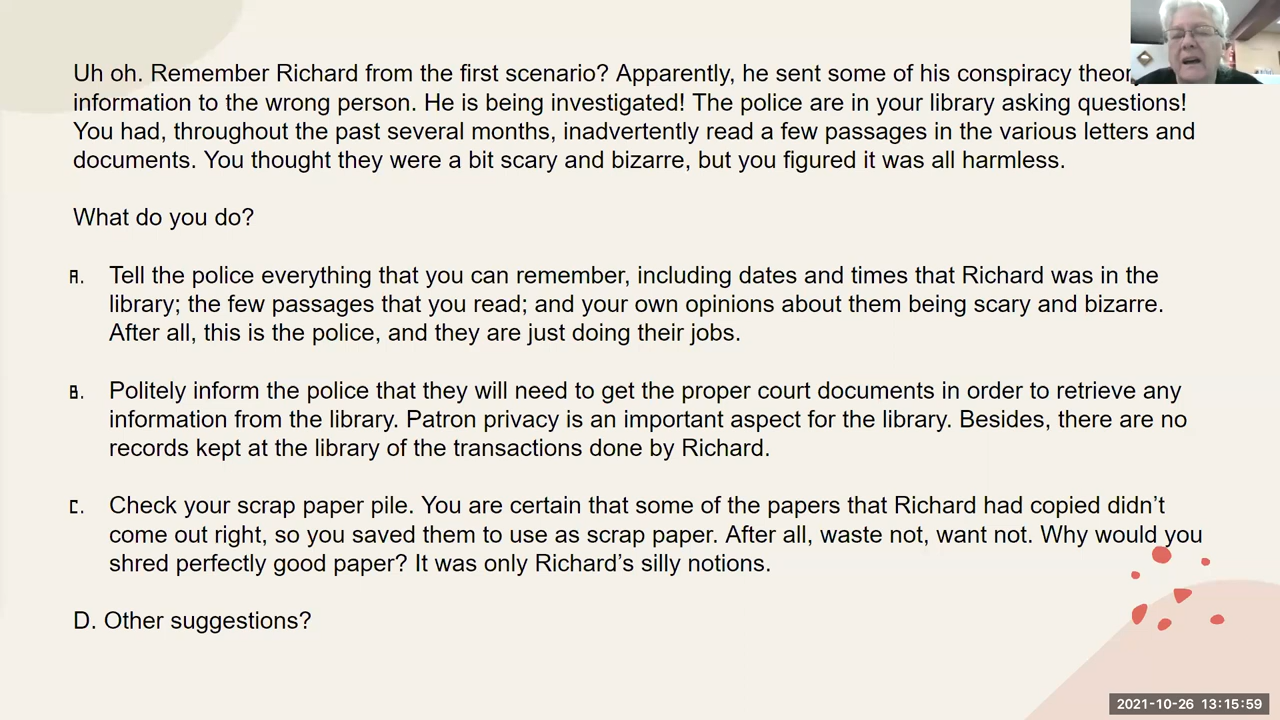 Uh oh. Remember Richard from the first scenario? Apparently, he sent some of his conspiracy
information to the wrong person. He is being investigated! The police are in your library asking questions!
You had, throughout the past several months, inadvertently read a few passages in the various letters and
documents. You thought they were a bit scary and bizarre, but you figured it was all harmless.
What do you do?
A. Tell the police everything that you can remember, including dates and times that Richard was in the
library; the few passages that you read; and your own opinions about them being scary and bizarre.
After all, this is the police, and they are just doing their jobs.
B. Politely inform the police that they will need to get the proper court documents in order to retrieve any
information from the library. Patron privacy is an important aspect for the library. Besides, there are no
records kept at the library of the transactions done by Richard.
C. Check your scrap paper pile. You are certain that some of the papers that Richard had copied didn’t
come out right, so you saved them to use as scrap paper. After all, waste not, want not. Why would you
shred perfectly good paper? It was only Richard’s silly notions.
D. Other suggestions?
2021-10-26 13:15:59